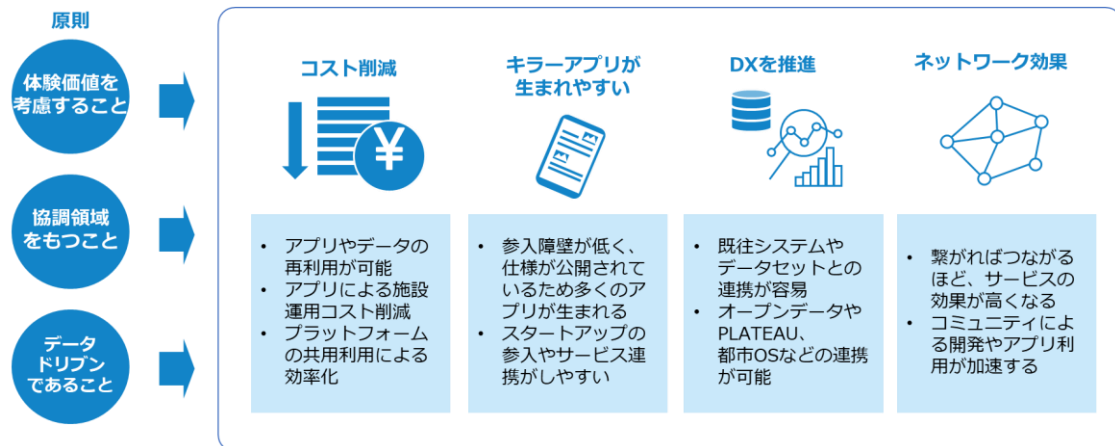 原則
体験価値を
考慮すること
協調領域
をもつこと
データ
ドリブン
であること
コスト削減
¥
• アプリやデータの
再利用が可能
• アプリによる施設
運用コスト削減
• プラットフォーム
の共用利用による
効率化
キラーアプリが
生まれやすい
• 参入障壁が低く、
仕様が公開されて
いるため多くのア
プリが生まれる
• スタートアップの
参入やサービス連
携がしやすい
DXを推進
• 既往システムや
データセットとの
連携が容易
• オープンデータや
PLATEAU、
都市OSなどの連携
が可能
ネットワーク効果
• 繋がればつながる
ほど、サービスの
効果が高くなる
• コミュニティによ
る開発やアプリ利
用が加速する